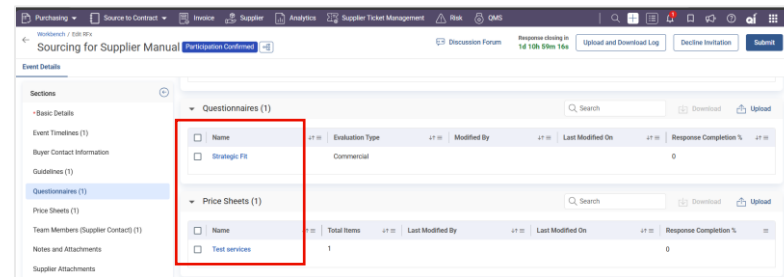 Purchasing Source to Contract Invoice Supplier Analytics Supplier Ticket Management Risk QMS
Workbench / Edit RFx
Sourcing for Supplier Manual Participation Confirmed
Discussion Forum
Response closing in
1d 10h 59m 16s
Upload and Download Log
Decline Invitation
Submit
Event Details
Sections
*Basic Details
Event Timelines (1)
Buyer Contact Information
Guidelines (1)
Questionnaires (1)
Price Sheets (1)
Team Members (Supplier Contact) (1)
Notes and Attachments
Supplier Attachments
Questionnaires (1) Search Download Upload
Name Evaluation Type Modified By Last Modified On Response Completion %
Strategic Fit Commercial 0
Price Sheets (1) Search Download Upload
Name Total Items Last Modified By Last Modified On Response Completion %
Test services 1 0